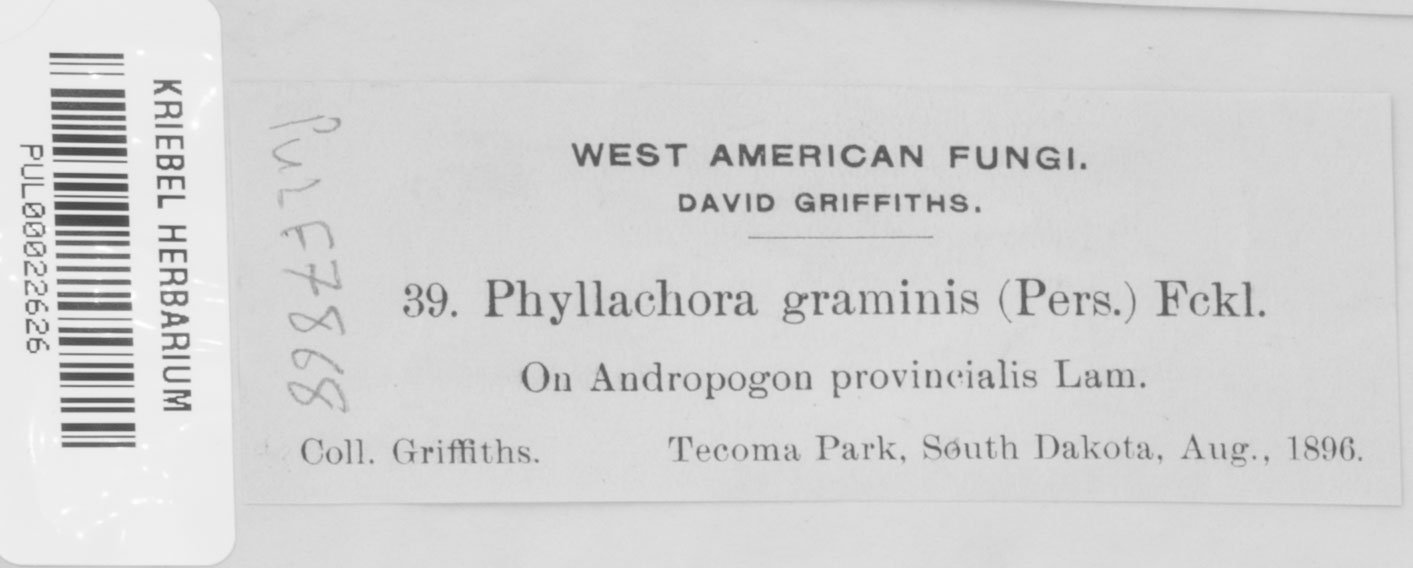 KRIEBEL HERBARIUM
PUL00022626
PUL F7868
WEST AMERICAN FUNGI.
DAVID GRIFFITHS.
39. Phyllachora graminis (Pers.) Fckl.
On Andropogon provincialis Lam.
Coll. Griffiths. Tecoma Park, South Dakota, Aug., 1896.